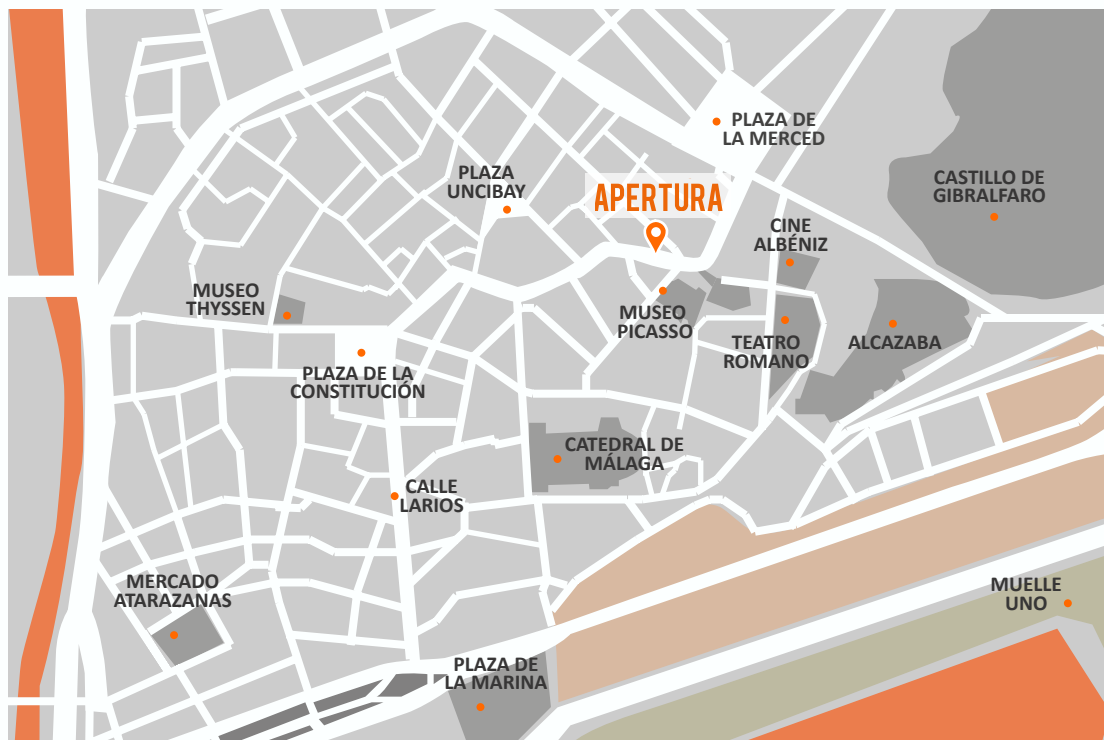 PLAZA DE
LA MERCED
PLAZA
UNCIBAY
CASTILLO DE
GIBRALFARO
APERTURA
CINE
ALBÉNIZ
MUSEO
THYSSEN
MUSEO
PICASSO
TEATRO
ROMANO
ALCAZABA
PLAZA DE LA
CONSTITUCIÓN
CATEDRAL DE
MÁLAGA
CALLE
LARIOS
MERCADO
ATARAZANAS
MUELLE
UNO
PLAZA DE
LA MARINA